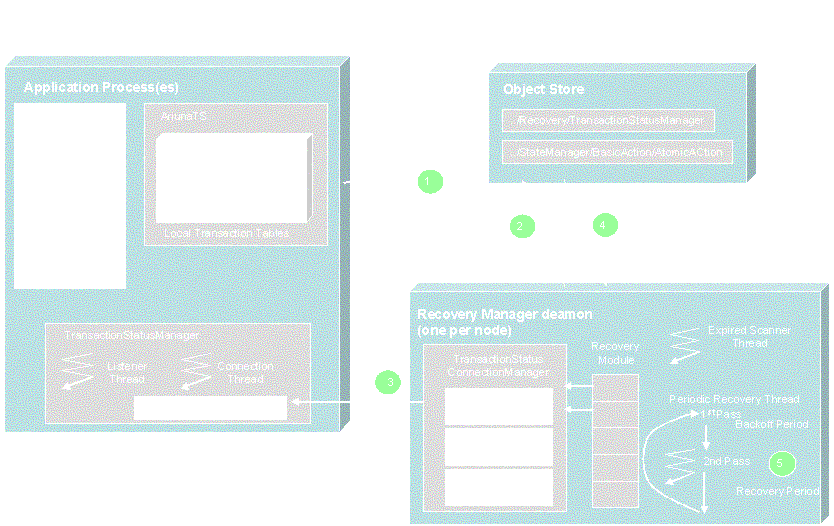 Application Process(es)
ArjunaTS
Local Transaction Tables
TransactionStatusManager
Listener
Thread
Connection
Thread
1
2
4
3
Object Store
/Recovery/TransactionStatusManager
/StateManager/BasicAction/AtomicAction
Recovery Manager deamon
(one per node)
TransactionStatus
ConnectionManager
Recovery
Module
Expired Scanner
Thread
Periodic Recovery Thread
1st Pass
Backoff Period
2nd Pass
5
Recovery Period